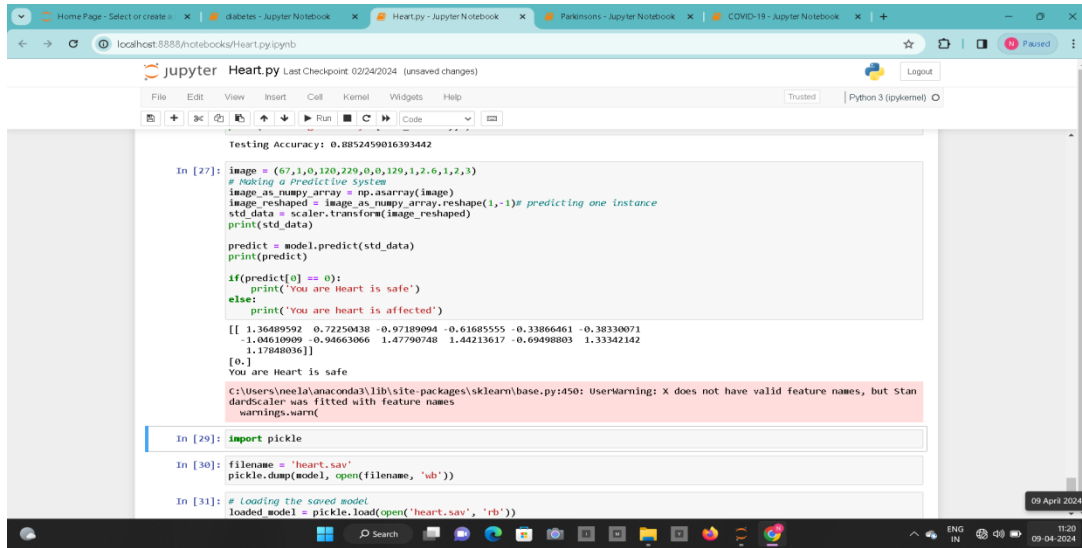 Home Page - Select or create a
diabetes - Jupyter Notebook
Heart.py - Jupyter Notebook
Parkinsons - Jupyter Notebook
COVID-19 - Jupyter Notebook
localhost:8888/notebooks/Heart.py.ipynb
N Paused
jupyter Heart.py Last Checkpoint: 02/24/2024 (unsaved changes)
Logout
File Edit View Insert Cell Kernel Widgets Help
Trusted Python 3 (ipykernel)
Run Code
Testing Accuracy: 0.8852459016393442
In [27]: image = (67,1,0,120,229,0,0,129,1,2.6,1,2,3)
# Making a Predictive System
image_as_numpy_array = np.asarray(image)
image_reshaped = image_as_numpy_array.reshape(1,-1)# predicting one instance
std_data = scaler.transform(image_reshaped)
print(std_data)
predict = model.predict(std_data)
print(predict)
if(predict[0] == 0):
print('You are Heart is safe')
else:
print('You are heart is affected')
[[ 1.36489592 0.72250438 -0.97189094 -0.61685555 -0.33866461 -0.38330071
-1.04610909 -0.94663066 1.47790748 1.44213617 -0.69498803 1.33342142
1.17848036]]
[0.]
You are Heart is safe
C:\Users\neela\anaconda3\lib\site-packages\sklearn\base.py:450: UserWarning: X does not have valid feature names, but Stan
dardScaler was fitted with feature names
warnings.warn(
In [29]: import pickle
In [30]: filename = 'heart.sav'
pickle.dump(model, open(filename, 'wb'))
In [31]: # Loading the saved model
loaded_model = pickle.load(open('heart.sav', 'rb'))
09 April 2024
Search
ENG
IN
11:20
09-04-2024